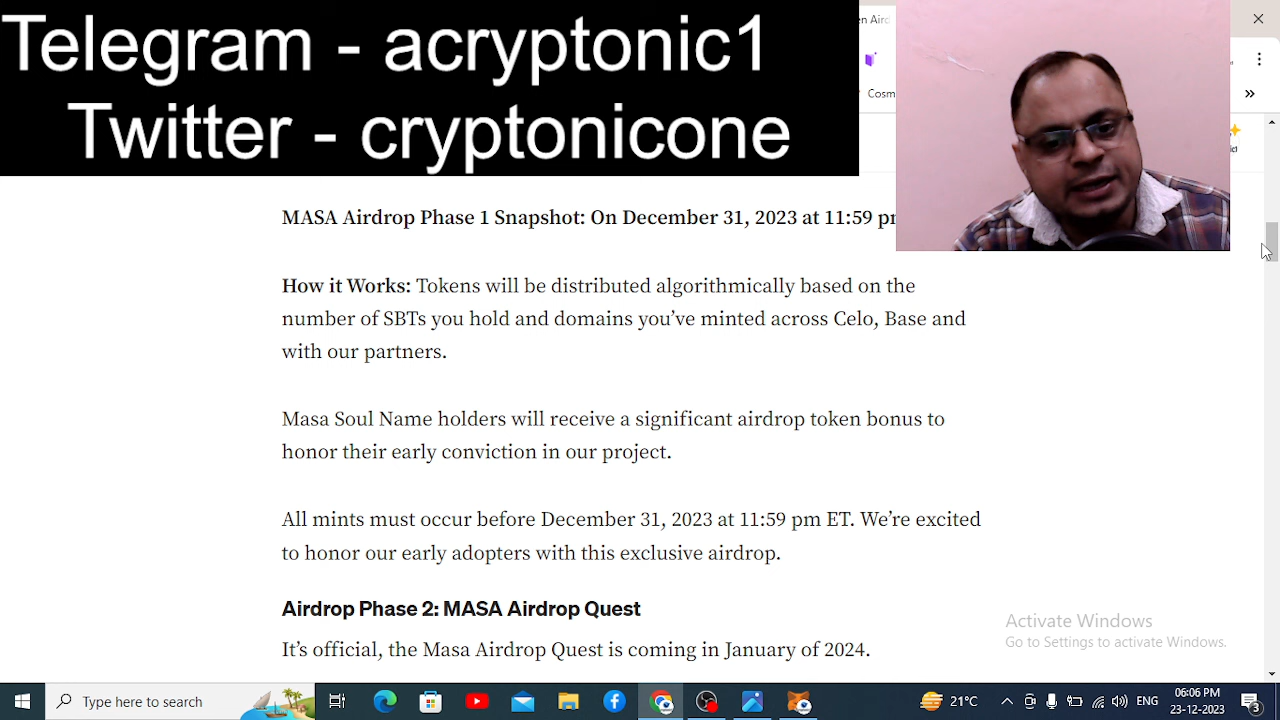 Telegram - acryptonic1
Twitter - cryptonicone
en Aird
Cosm
MASA Airdrop Phase 1 Snapshot: On December 31, 2023 at 11:59 pm
How it Works: Tokens will be distributed algorithmically based on the
number of SBTs you hold and domains you’ve minted across Celo, Base and
with our partners.
Masa Soul Name holders will receive a significant airdrop token bonus to
honor their early conviction in our project.
All mints must occur before December 31, 2023 at 11:59 pm ET. We’re excited
to honor our early adopters with this exclusive airdrop.
Airdrop Phase 2: MASA Airdrop Quest
It’s official, the Masa Airdrop Quest is coming in January of 2024.
Activate Windows
Go to Settings to activate Windows.
Type here to search
21°C
ENG
06:06 PM
23-12-2023
3